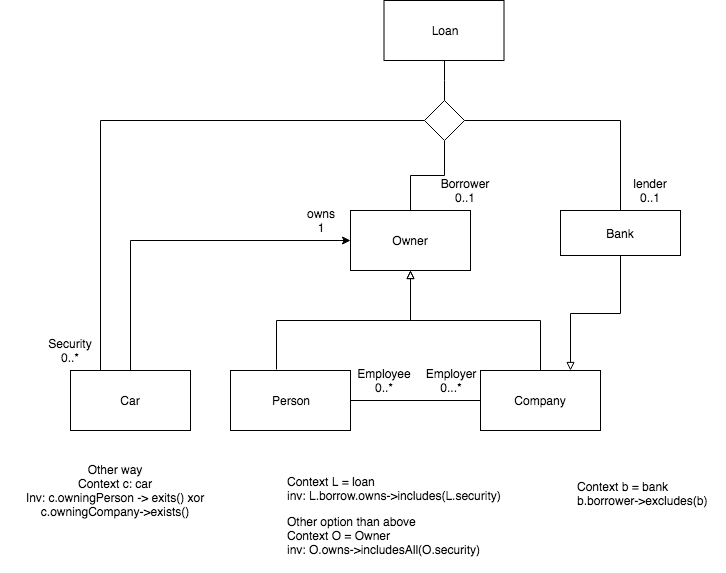 Loan
Borrower
0..1
lender
0..1
owns
1
Owner
Bank
Security
0..*
Employee
0..*
Employer
0...*
Car
Person
Company
Other way
Context c: car
Inv: c.owningPerson -> exits() xor
c.owningCompany->exists()
Context L = loan
inv: L.borrow.owns->includes(L.security)
Other option than above
Context O = Owner
inv: O.owns->includesAll(O.security)
Context b = bank
b.borrower->excludes(b)